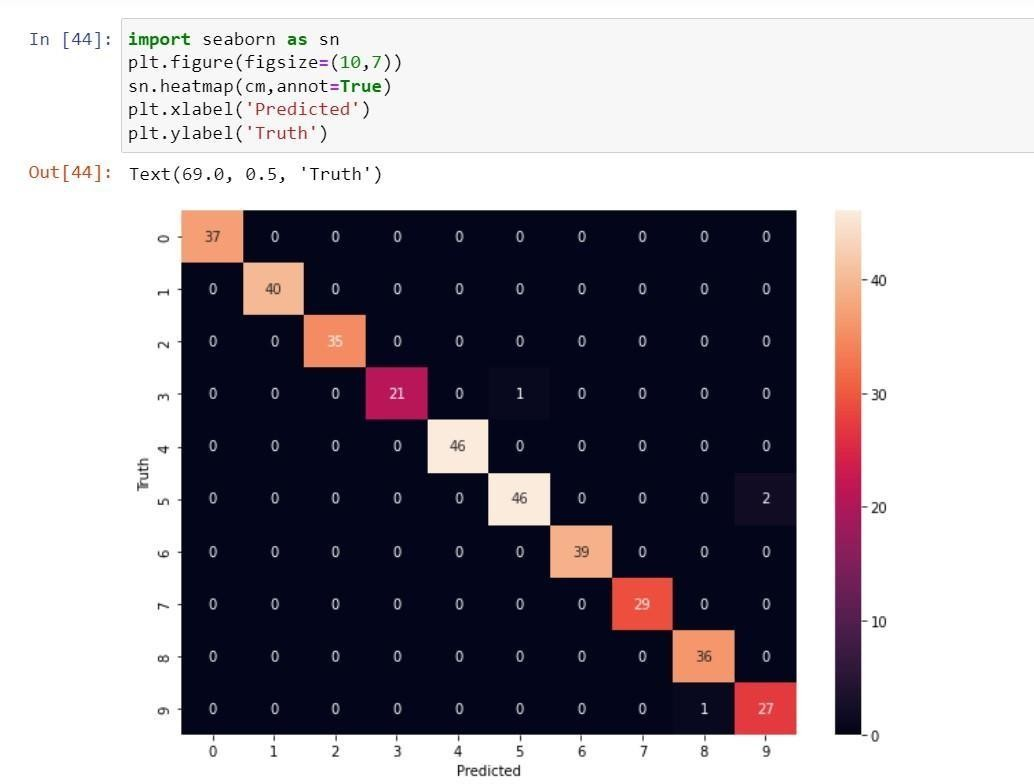 In [44]: import seaborn as sn
plt.figure(figsize=(10,7))
sn.heatmap(cm,annot=True)
plt.xlabel('Predicted')
plt.ylabel('Truth')
Out[44]: Text(69.0, 0.5, 'Truth')
0 37 0 0 0 0 0 0 0 0 0
1 0 40 0 0 0 0 0 0 0 0
2 0 0 35 0 0 0 0 0 0 0
3 0 0 0 21 0 1 0 0 0 0
4 0 0 0 0 46 0 0 0 0 0
5 0 0 0 0 0 46 0 0 0 2
6 0 0 0 0 0 0 39 0 0 0
7 0 0 0 0 0 0 0 29 0 0
8 0 0 0 0 0 0 0 0 36 0
9 0 0 0 0 0 0 0 0 1 27
0 1 2 3 4 5 6 7 8 9
Predicted
Truth
40
30
20
10
0